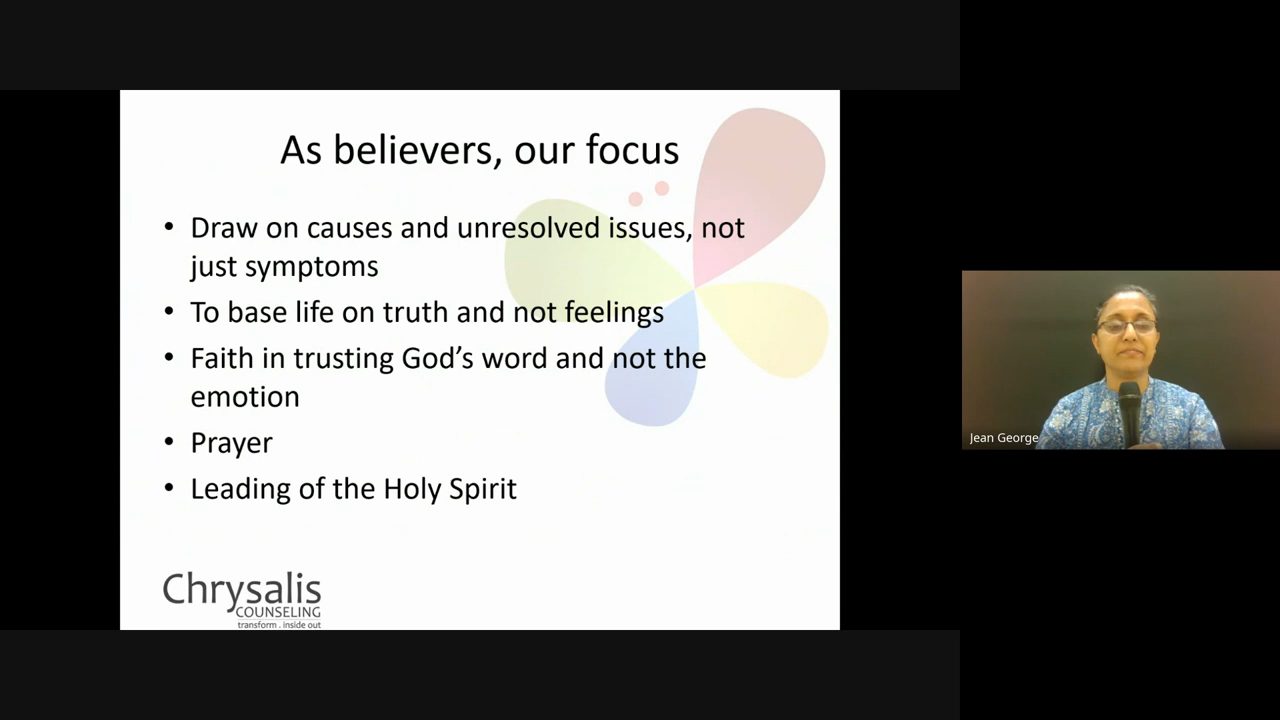 As believers, our focus
• Draw on causes and unresolved issues, not
just symptoms
• To base life on truth and not feelings
• Faith in trusting God’s word and not the
emotion
• Prayer
• Leading of the Holy Spirit
Chrysalis
COUNSELING
transform . inside out
Jean George